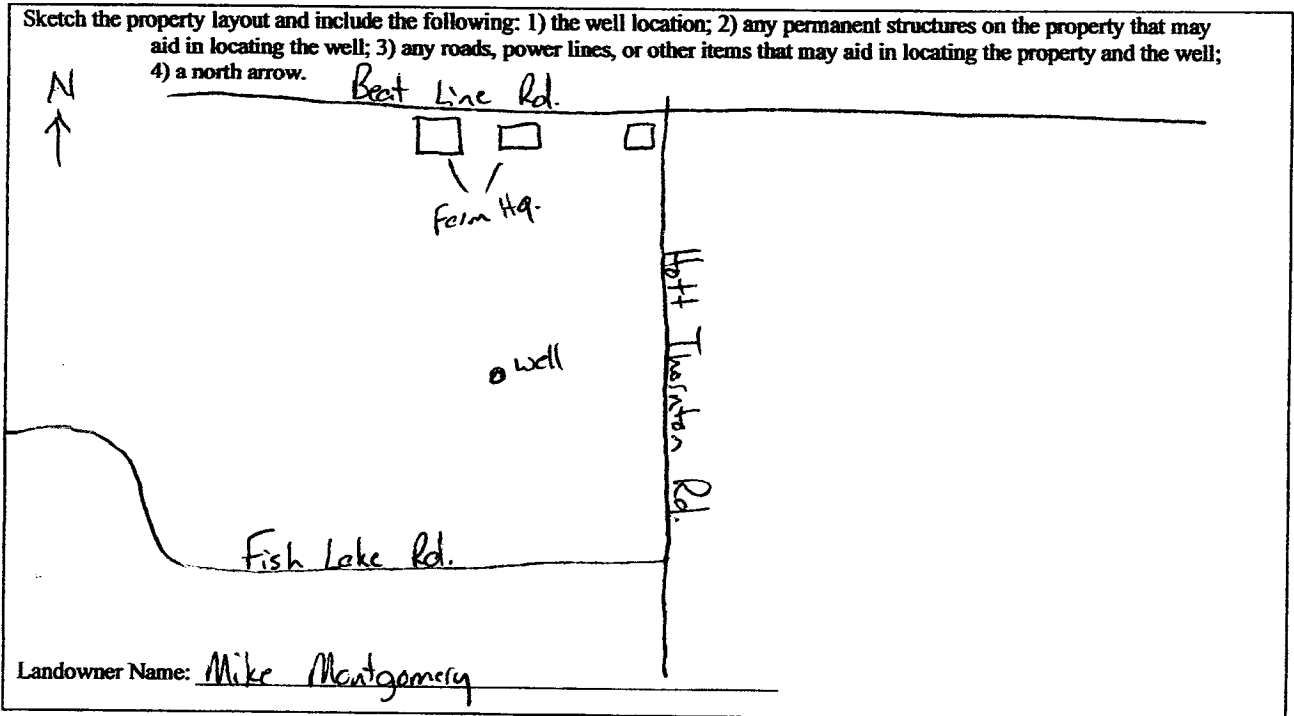 Sketch the property layout and include the following: 1) the well location; 2) any permanent structures on the property that may
aid in locating the well; 3) any roads, power lines, or other items that may aid in locating the property and the well;
4) a north arrow.
N
Beat Line Rd.
Farm Hq.
Hott Thornton Rd.
Well
Fish Lake Rd.
Landowner Name: Mike Montgomery